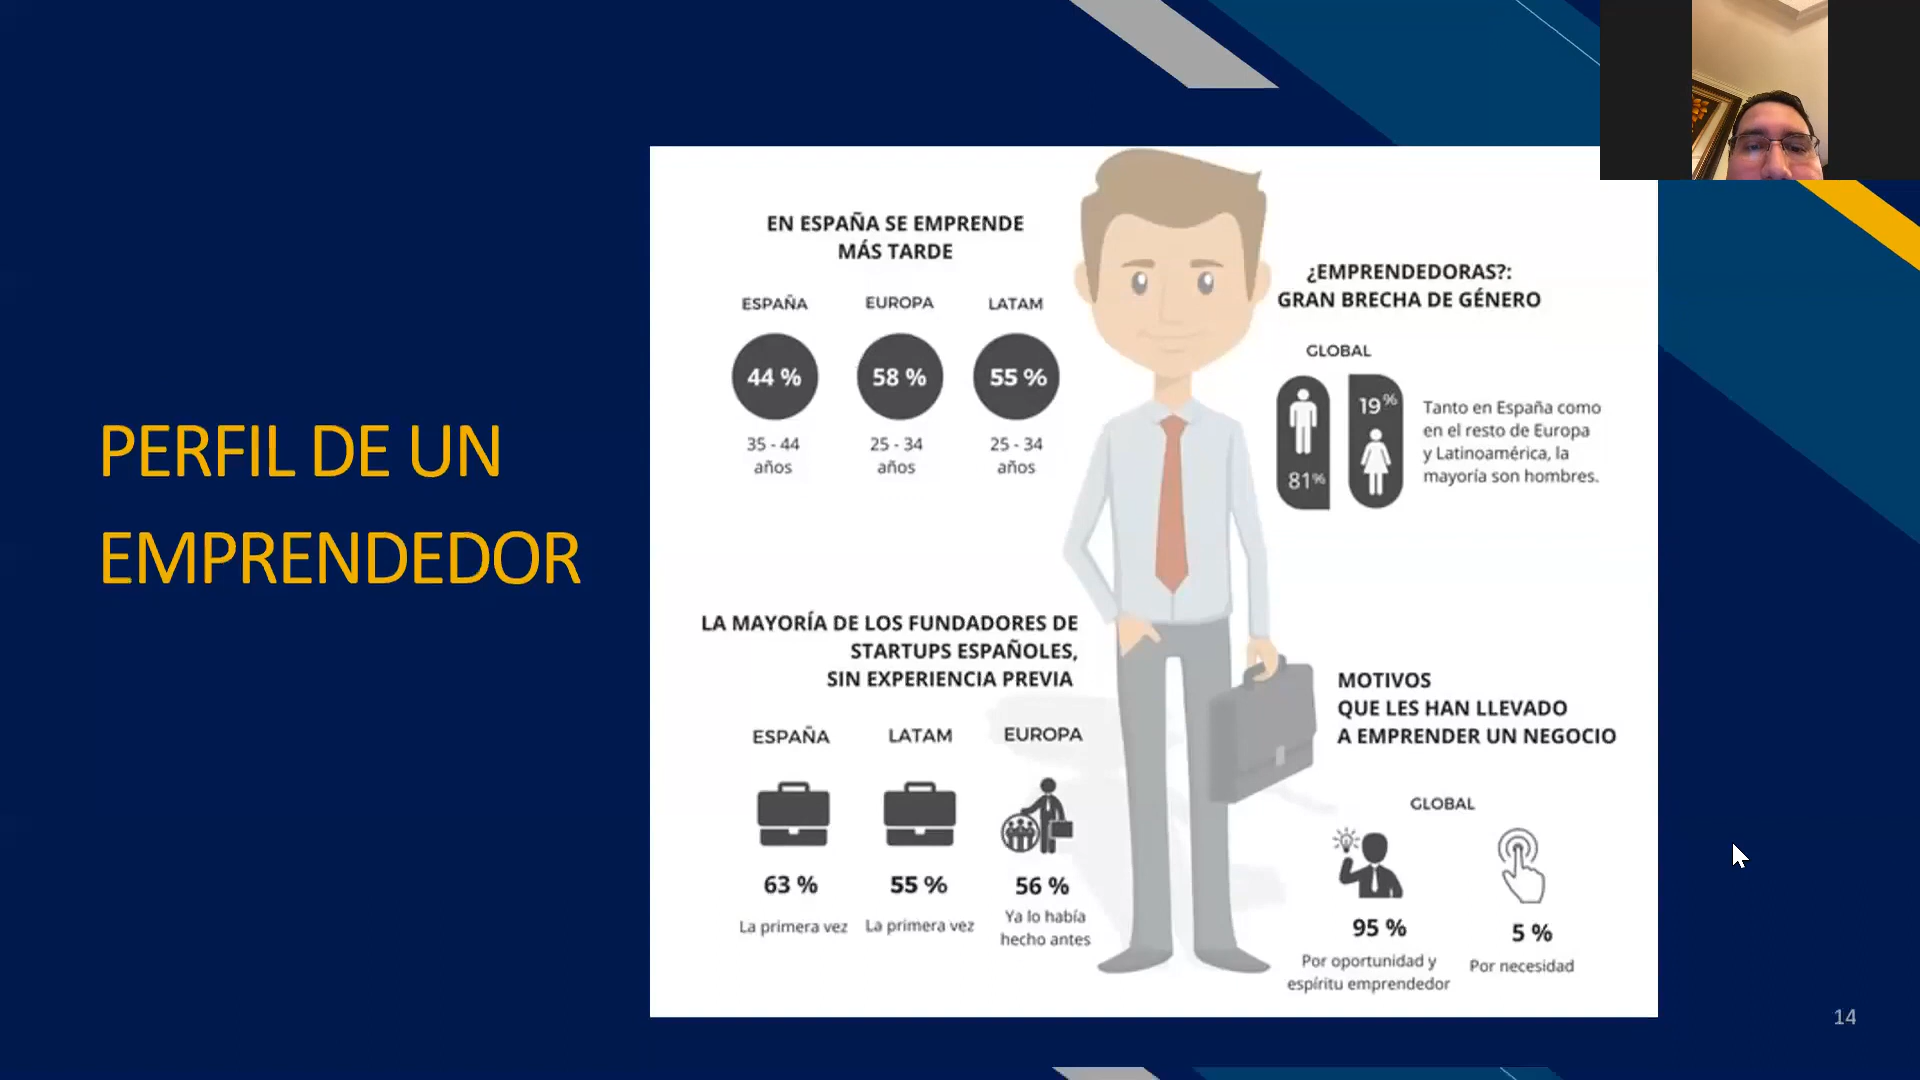 PERFIL DE UN
EMPRENDEDOR
EN ESPAÑA SE EMPRENDE
MÁS TARDE
ESPAÑA
EUROPA
LATAM
44 %
58 %
55 %
35 - 44
años
25 - 34
años
25 - 34
años
¿EMPRENDEDORAS?:
GRAN BRECHA DE GÉNERO
GLOBAL
81%
19%
Tanto en España como
en el resto de Europa
y Latinoamérica, la
mayoría son hombres.
LA MAYORÍA DE LOS FUNDADORES DE
STARTUPS ESPAÑOLES,
SIN EXPERIENCIA PREVIA
ESPAÑA
LATAM
EUROPA
63 %
55 %
56 %
La primera vez
La primera vez
Ya lo había
hecho antes
MOTIVOS
QUE LES HAN LLEVADO
A EMPRENDER UN NEGOCIO
GLOBAL
95 %
5 %
Por oportunidad y
espíritu emprendedor
Por necesidad
14